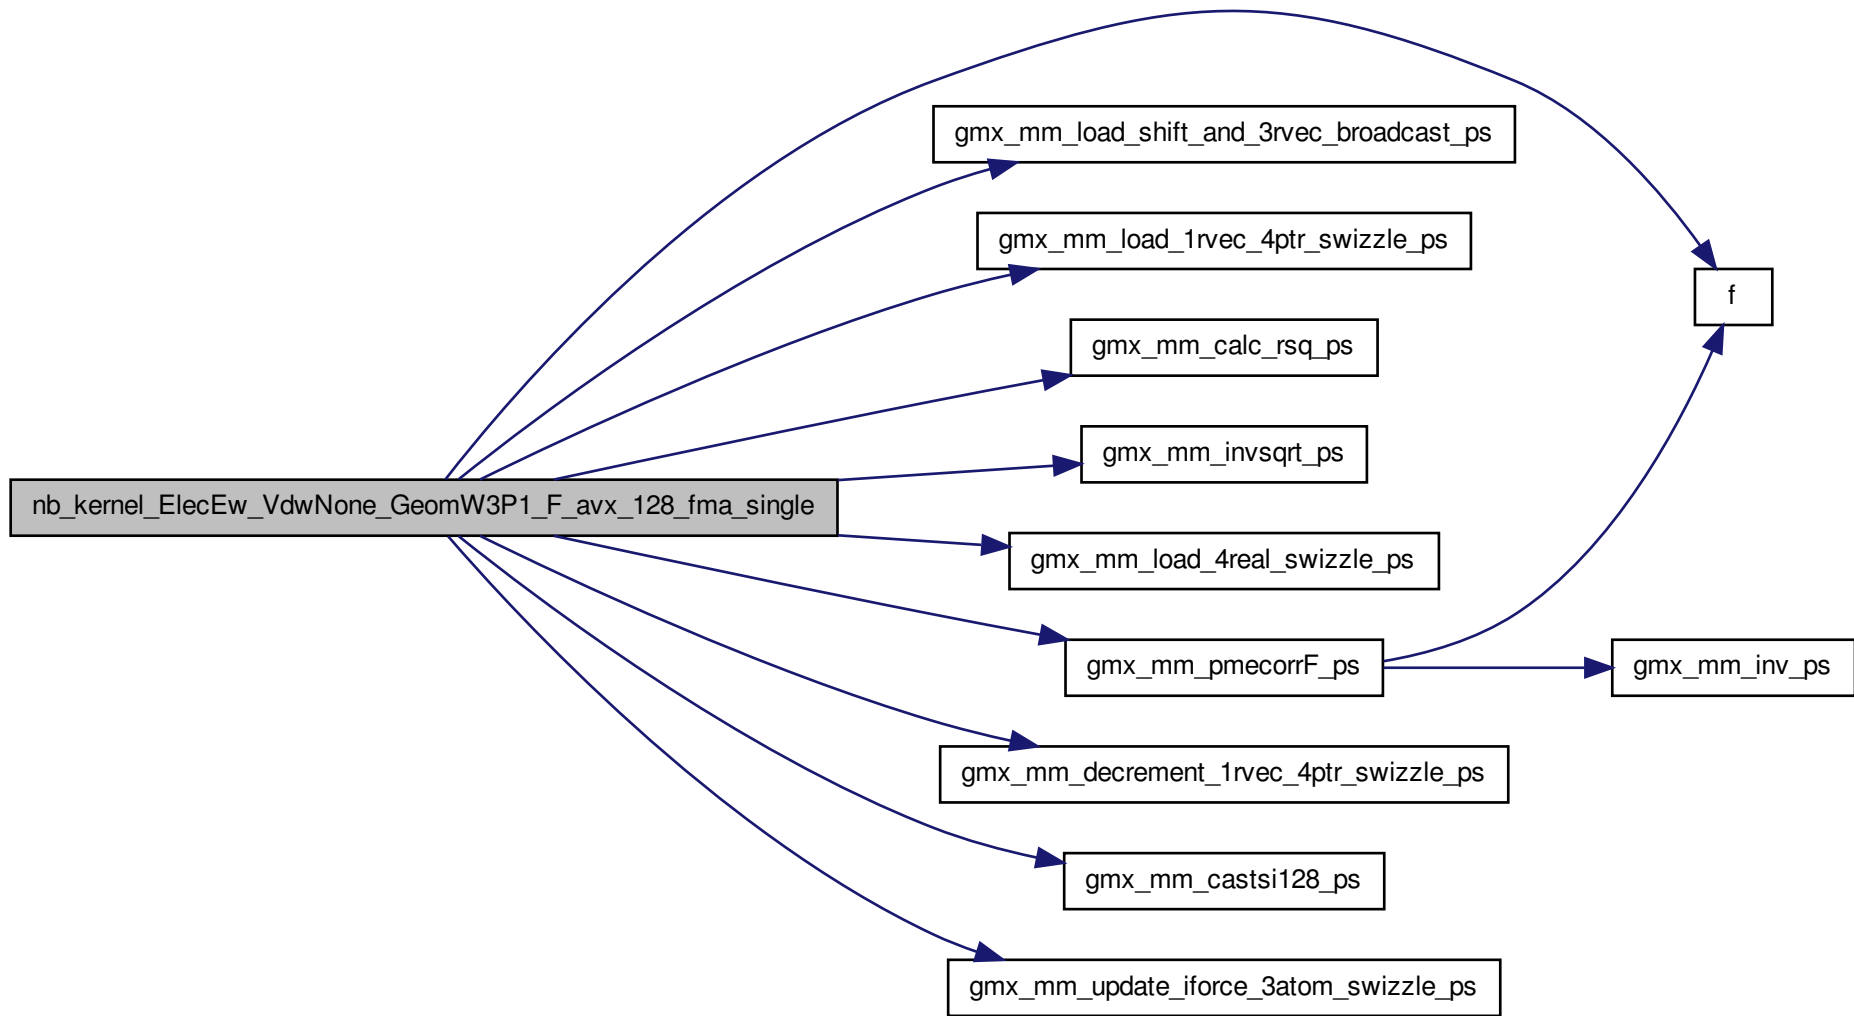 gmx_mm_load_shift_and_3rvec_broadcast_ps
gmx_mm_load_1rvec_4ptr_swizzle_ps
f
gmx_mm_calc_rsq_ps
gmx_mm_invsqrt_ps
nb_kernel_ElecEw_VdwNone_GeomW3P1_F_avx_128_fma_single
gmx_mm_load_4real_swizzle_ps
gmx_mm_pmecorrF_ps
gmx_mm_inv_ps
gmx_mm_decrement_1rvec_4ptr_swizzle_ps
gmx_mm_castsi128_ps
gmx_mm_update_iforce_3atom_swizzle_ps